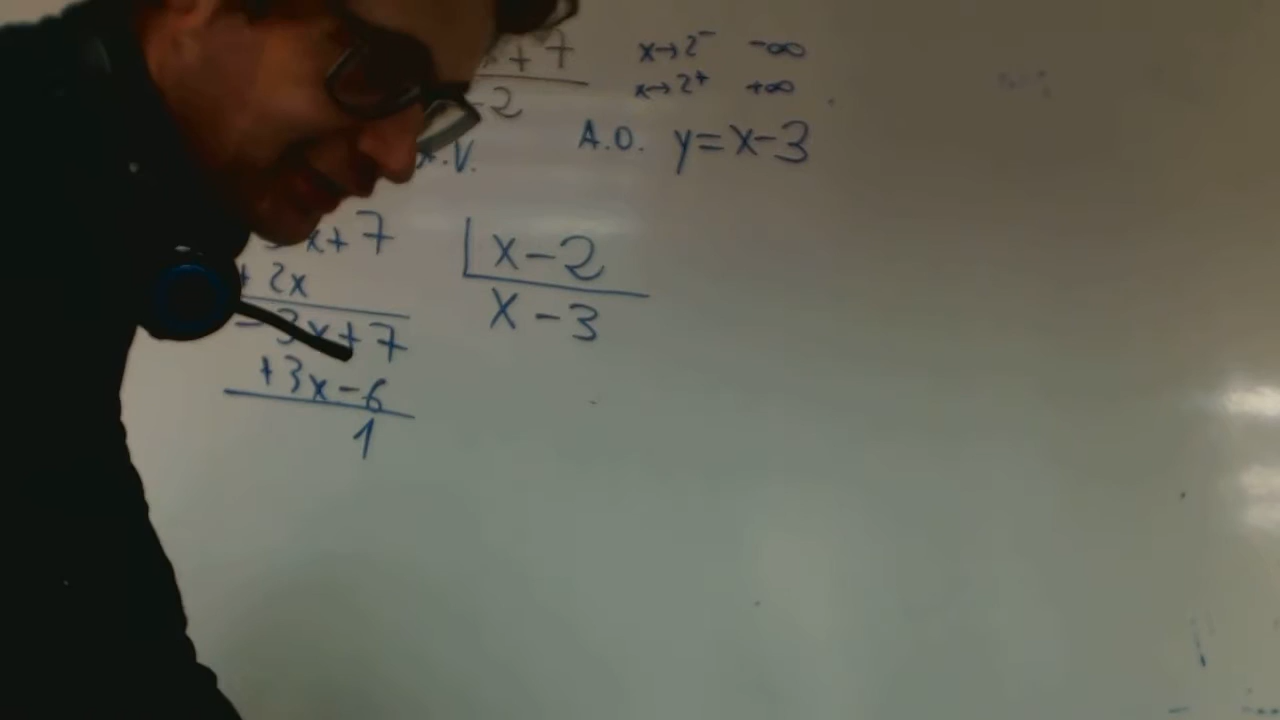 x + 7 x→2⁻ -∞
-2 x→2⁺ +∞
.V. A.O. y = x-3
x+7 | x-2
+ 2x
-3x+7 x-3
+3x-6
1